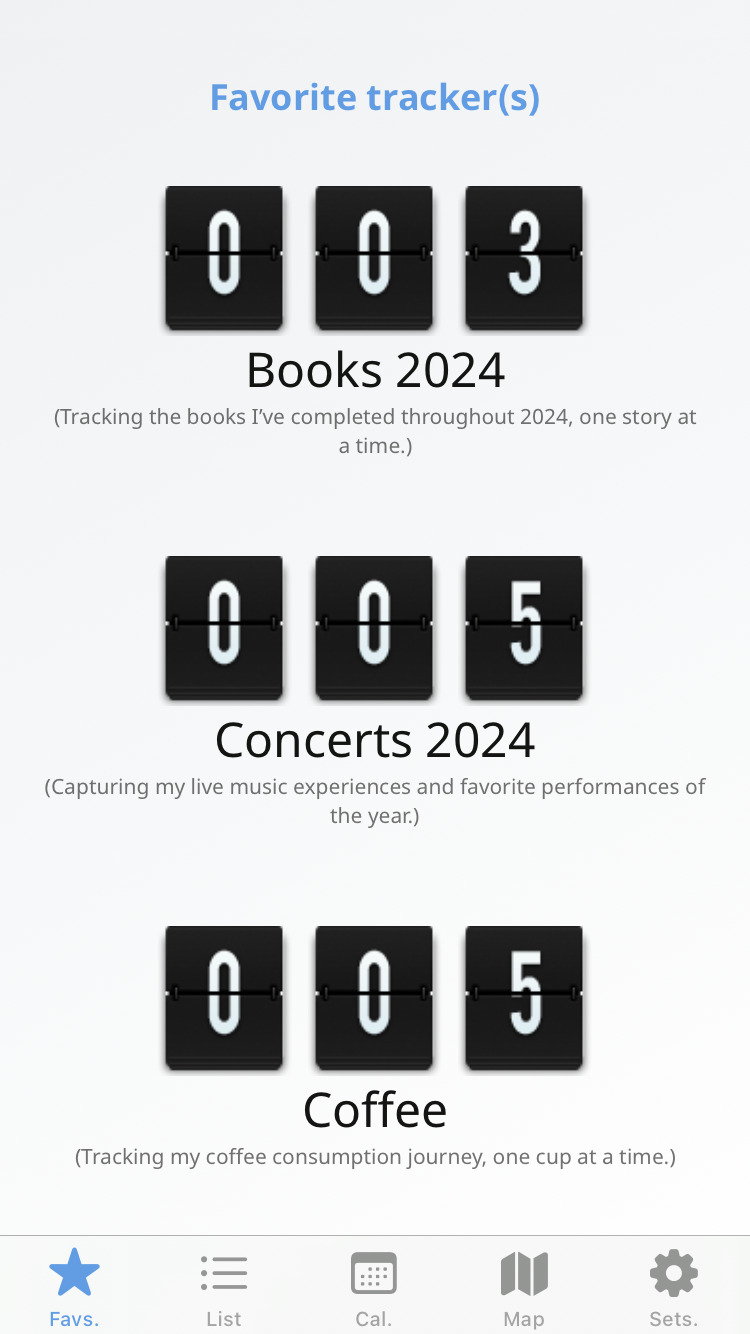 Favorite tracker(s)
0 0 3
Books 2024
(Tracking the books I’ve completed throughout 2024, one story at
a time.)
0 0 5
Concerts 2024
(Capturing my live music experiences and favorite performances of
the year.)
0 0 5
Coffee
(Tracking my coffee consumption journey, one cup at a time.)
Favs. List Cal. Map Sets.